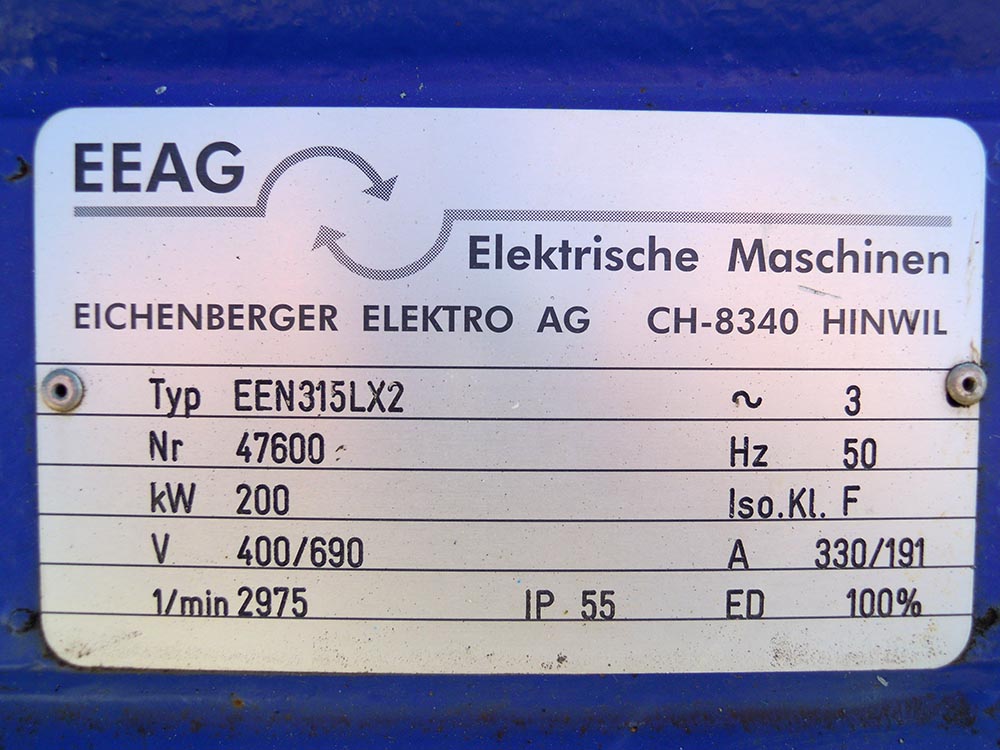 EEAG
Elektrische Maschinen
EICHENBERGER ELEKTRO AG CH-8340 HINWIL
Typ EEN315LX2 ~ 3
Nr 47600 Hz 50
kW 200 Iso.Kl. F
V 400/690 A 330/191
1/min 2975 IP 55 ED 100%